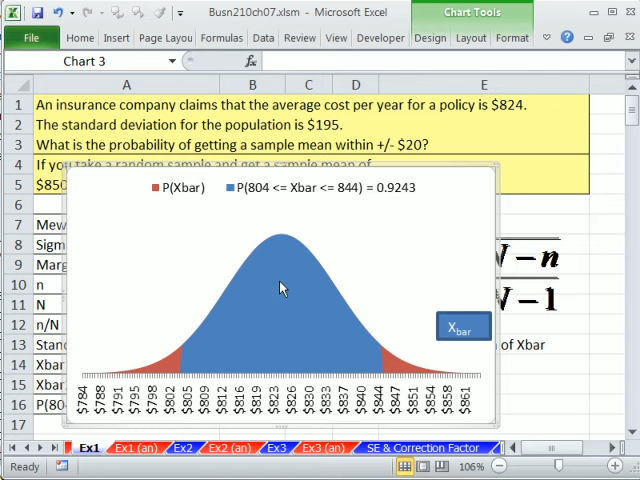 Busn210ch07.xlsm - Microsoft Excel
Chart Tools
File Home Insert Page Layout Formulas Data Review View Developer Design Layout Format
Chart 3 fx
A B C D E
1 An insurance company claims that the average cost per year for a policy is $824.
2 The standard deviation for the population is $195.
3 What is the probability of getting a sample mean within +/- $20?
4 If you take a random sample and get a sample mean of
5 $850
6
P(Xbar) P(804 <= Xbar <= 844) = 0.9243
7 Mew
8 Sigm N − n
9 Marg
10 n
11 N N − 1
12 n/N
Xbar
13 Stand n of Xbar
14 Xbar
15 Xbar
16 P(804
17
$784 $788 $791 $795 $798 $802 $805 $809 $812 $816 $819 $823 $826 $830 $833 $837 $840 $844 $847 $851 $854 $858 $861
Ex1 Ex1 (an) Ex2 Ex2 (an) Ex3 Ex3 (an) SE & Correction Factor
Ready 106%